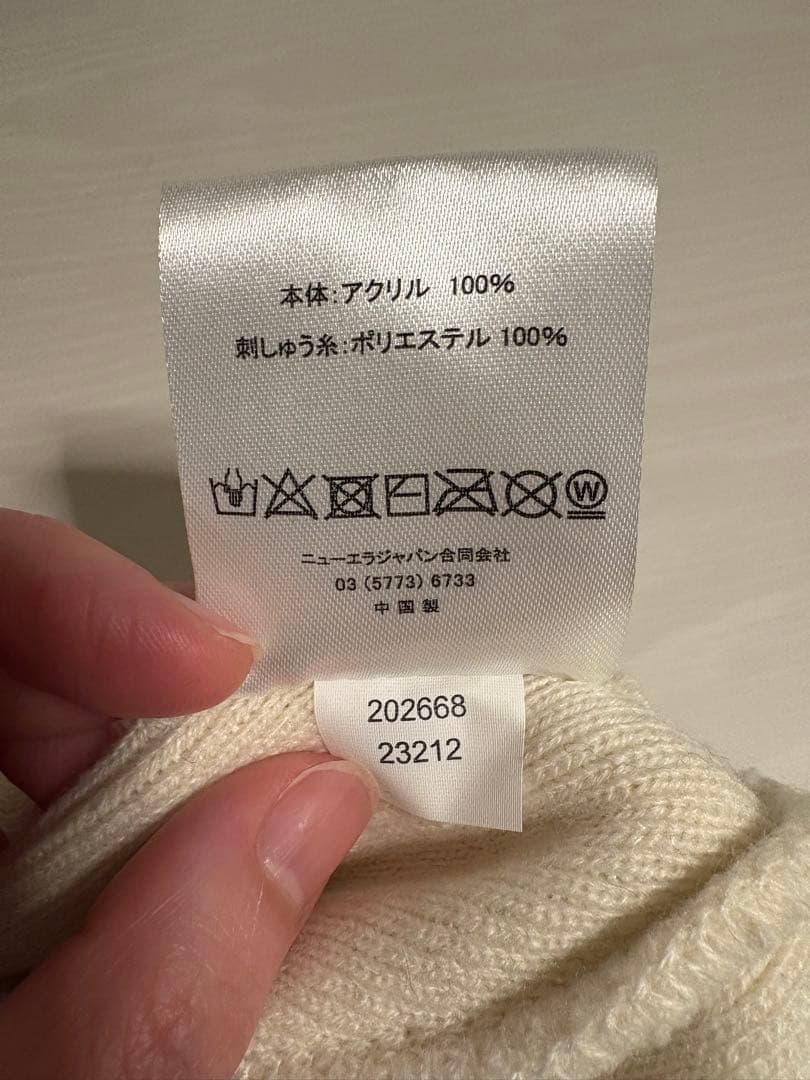 本体:アクリル 100%
刺しゅう糸:ポリエステル 100%
W
ニューエラジャパン合同会社
03 (5773) 6733
中国製
202668
23212